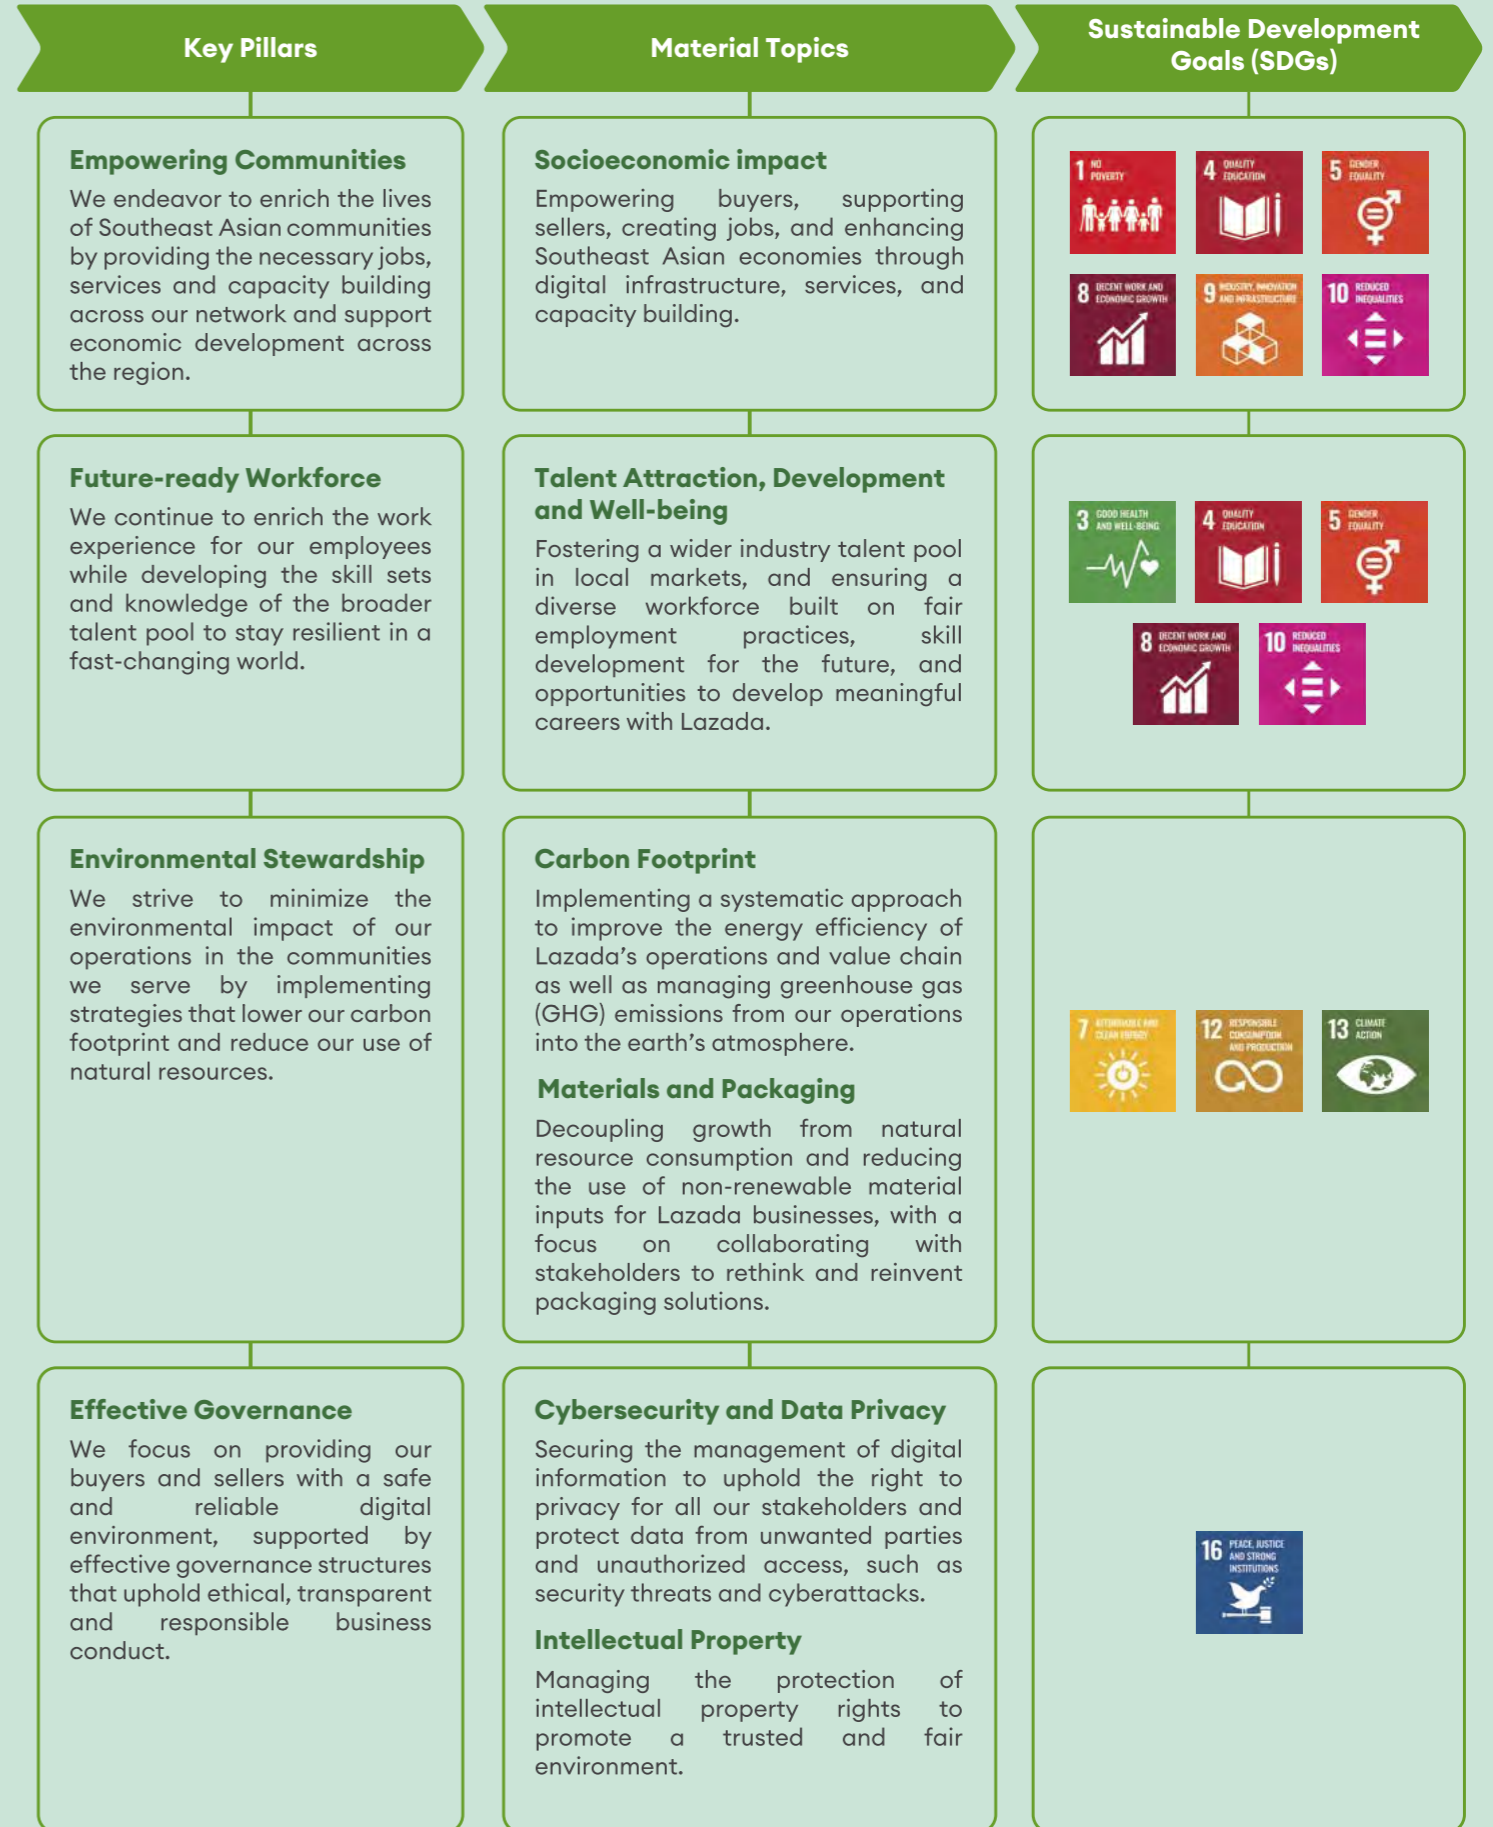 Key Pillars
Material Topics
Sustainable Development
Goals (SDGs)
Empowering Communities
We endeavor to enrich the lives
of Southeast Asian communities
by providing the necessary jobs,
services and capacity building
across our network and support
economic development across
the region.
Socioeconomic impact
Empowering buyers, supporting
sellers, creating jobs, and enhancing
Southeast Asian economies through
digital infrastructure, services, and
capacity building.
1 NO
POVERTY
4 QUALITY
EDUCATION
5 GENDER
EQUALITY
8 DECENT WORK AND
ECONOMIC GROWTH
9 INDUSTRY, INNOVATION
AND INFRASTRUCTURE
10 REDUCED
INEQUALITIES
Future-ready Workforce
We continue to enrich the work
experience for our employees
while developing the skill sets
and knowledge of the broader
talent pool to stay resilient in a
fast-changing world.
Talent Attraction, Development
and Well-being
Fostering a wider industry talent pool
in local markets, and ensuring a
diverse workforce built on fair
employment practices, skill
development for the future, and
opportunities to develop meaningful
careers with Lazada.
3 GOOD HEALTH
AND WELL-BEING
4 QUALITY
EDUCATION
5 GENDER
EQUALITY
8 DECENT WORK AND
ECONOMIC GROWTH
10 REDUCED
INEQUALITIES
Environmental Stewardship
We strive to minimize the
environmental impact of our
operations in the communities
we serve by implementing
strategies that lower our carbon
footprint and reduce our use of
natural resources.
Carbon Footprint
Implementing a systematic approach
to improve the energy efficiency of
Lazada's operations and value chain
as well as managing greenhouse gas
(GHG) emissions from our operations
into the earth's atmosphere.
Materials and Packaging
Decoupling growth from natural
resource consumption and reducing
the use of non-renewable material
inputs for Lazada businesses, with a
focus on collaborating with
stakeholders to rethink and reinvent
packaging solutions.
7 AFFORDABLE AND
CLEAN ENERGY
12 RESPONSIBLE
CONSUMPTION
AND PRODUCTION
13 CLIMATE
ACTION
Effective Governance
We focus on providing our
buyers and sellers with a safe
and reliable digital
environment, supported by
effective governance structures
that uphold ethical, transparent
and responsible business
conduct.
Cybersecurity and Data Privacy
Securing the management of digital
information to uphold the right to
privacy for all our stakeholders and
protect data from unwanted parties
and unauthorized access, such as
security threats and cyberattacks.
Intellectual Property
Managing the protection of
intellectual property rights to
promote a trusted and fair
environment.
16 PEACE, JUSTICE
AND STRONG
INSTITUTIONS